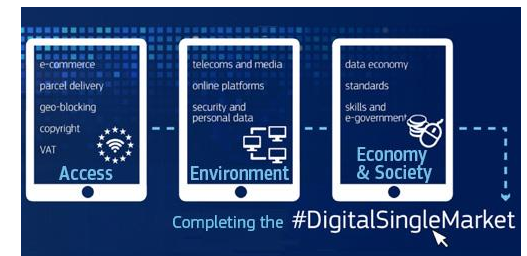 e-commerce
parcel delivery
geo-blocking
copyright
VAT
Access
telecoms and media
online platforms
security and
personal data
Environment
data economy
standards
skills and
e-government
Economy
& Society
Completing the #DigitalSingleMarket